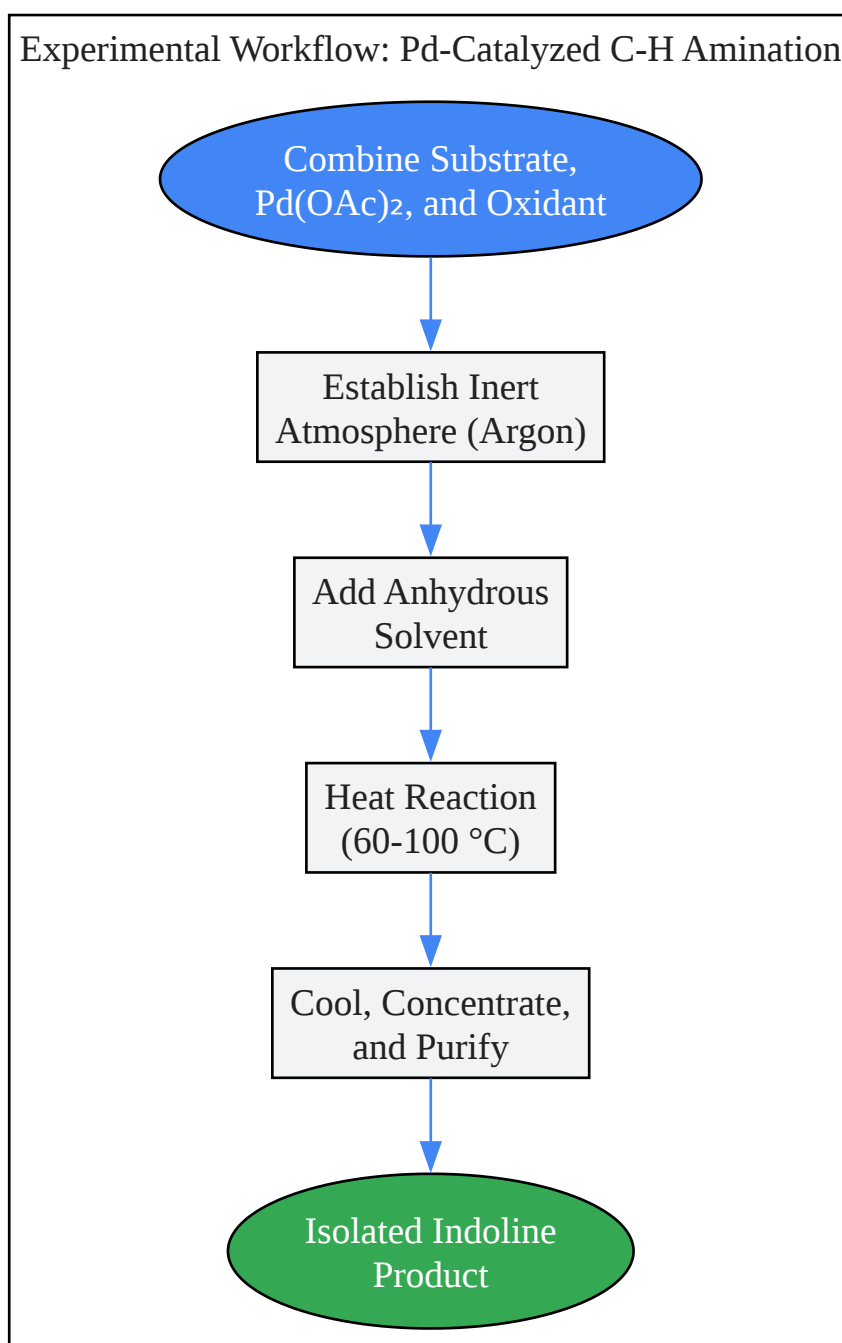 Experimental Workflow: Pd-Catalyzed C-H Amination
Combine Substrate,
Pd(OAc)₂, and Oxidant
Establish Inert
Atmosphere (Argon)
Add Anhydrous
Solvent
Heat Reaction
(60-100 °C)
Cool, Concentrate,
and Purify
Isolated Indoline
Product